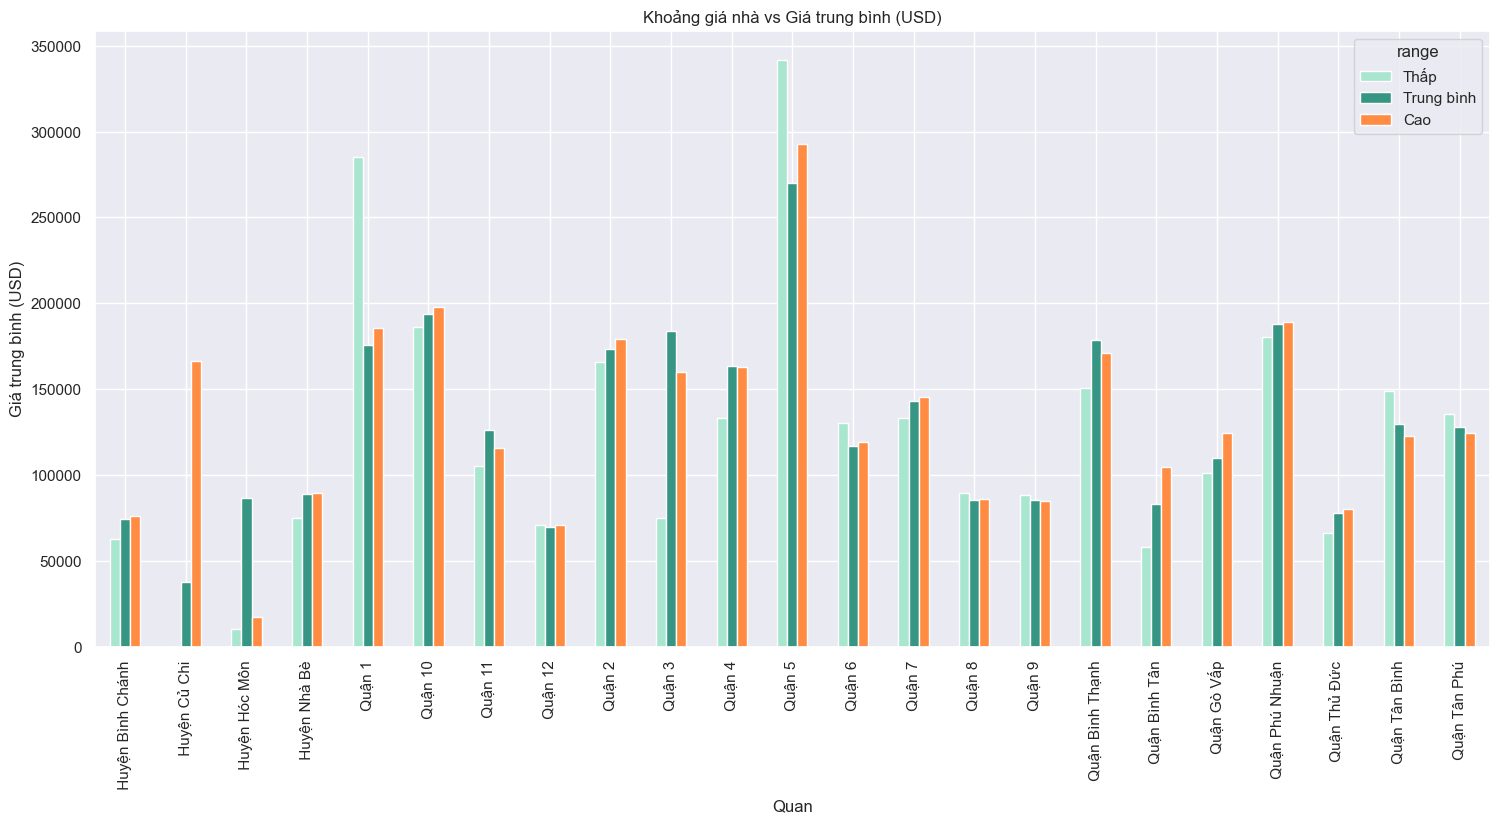 Khoảng giá nhà vs Giá trung bình (USD)
range
Thấp
Trung bình
Cao
Giá trung bình (USD)
350000
300000
250000
200000
150000
100000
50000
0
Huyện Bình Chánh
Huyện Củ Chi
Huyện Hóc Môn
Huyện Nhà Bè
Quận 1
Quận 10
Quận 11
Quận 12
Quận 2
Quận 3
Quận 4
Quận 5
Quận 6
Quận 7
Quận 8
Quận 9
Quận Bình Thạnh
Quận Bình Tân
Quận Gò Vấp
Quận Phú Nhuận
Quận Thủ Đức
Quận Tân Bình
Quận Tân Phú
Quan